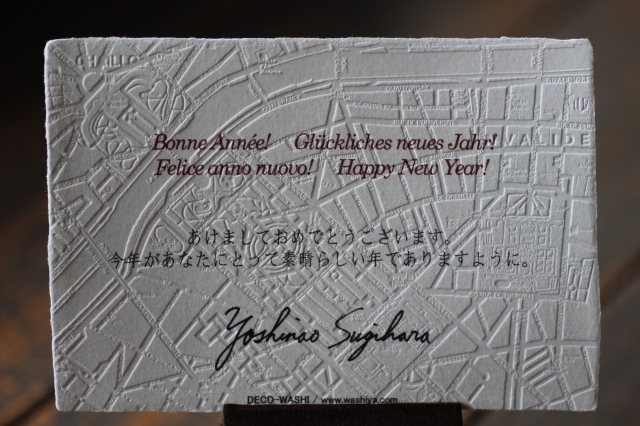 Bonne Année! Glückliches neues Jahr!
Felice anno nuovo! Happy New Year!
あけましておめでとうございます。
今年があなたにとって素晴らしい年でありますように。
Yoshinao Sugihara
DECO-WASHI / www.washiya.com